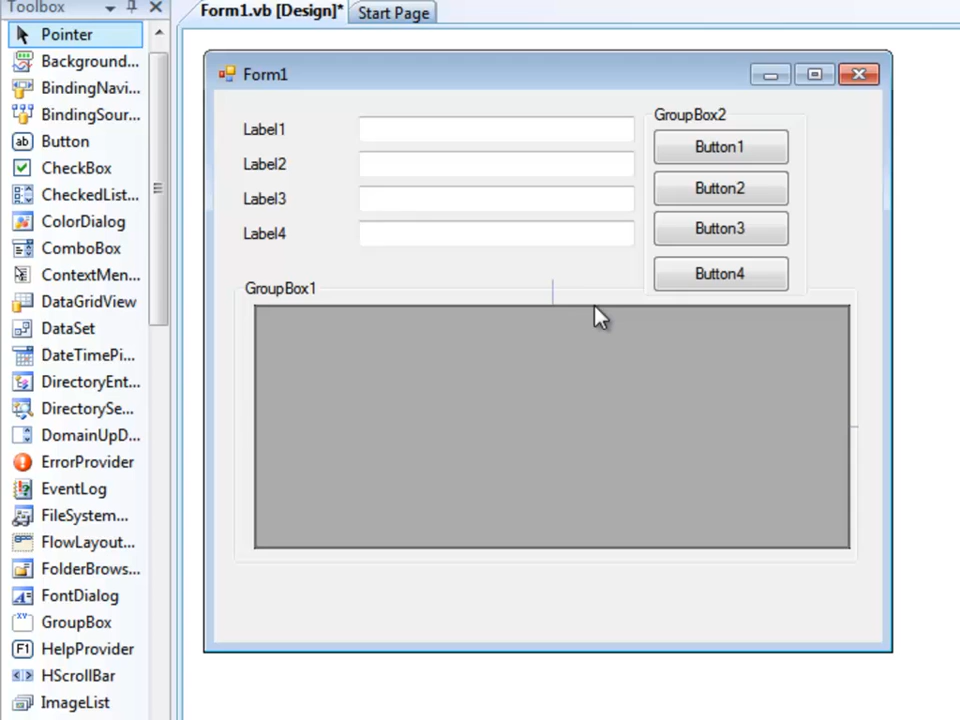 Toolbox
Form1.vb [Design]*
Start Page
Pointer
Background...
BindingNavi...
BindingSour...
Button
CheckBox
CheckedList...
ColorDialog
ComboBox
ContextMen...
DataGridView
DataSet
DateTimePi...
DirectoryEnt...
DirectorySe...
DomainUpD...
ErrorProvider
EventLog
FileSystem...
FlowLayout...
FolderBrows...
FontDialog
GroupBox
HelpProvider
HScrollBar
ImageList
Form1
Label1
Label2
Label3
Label4
GroupBox2
Button1
Button2
Button3
Button4
GroupBox1